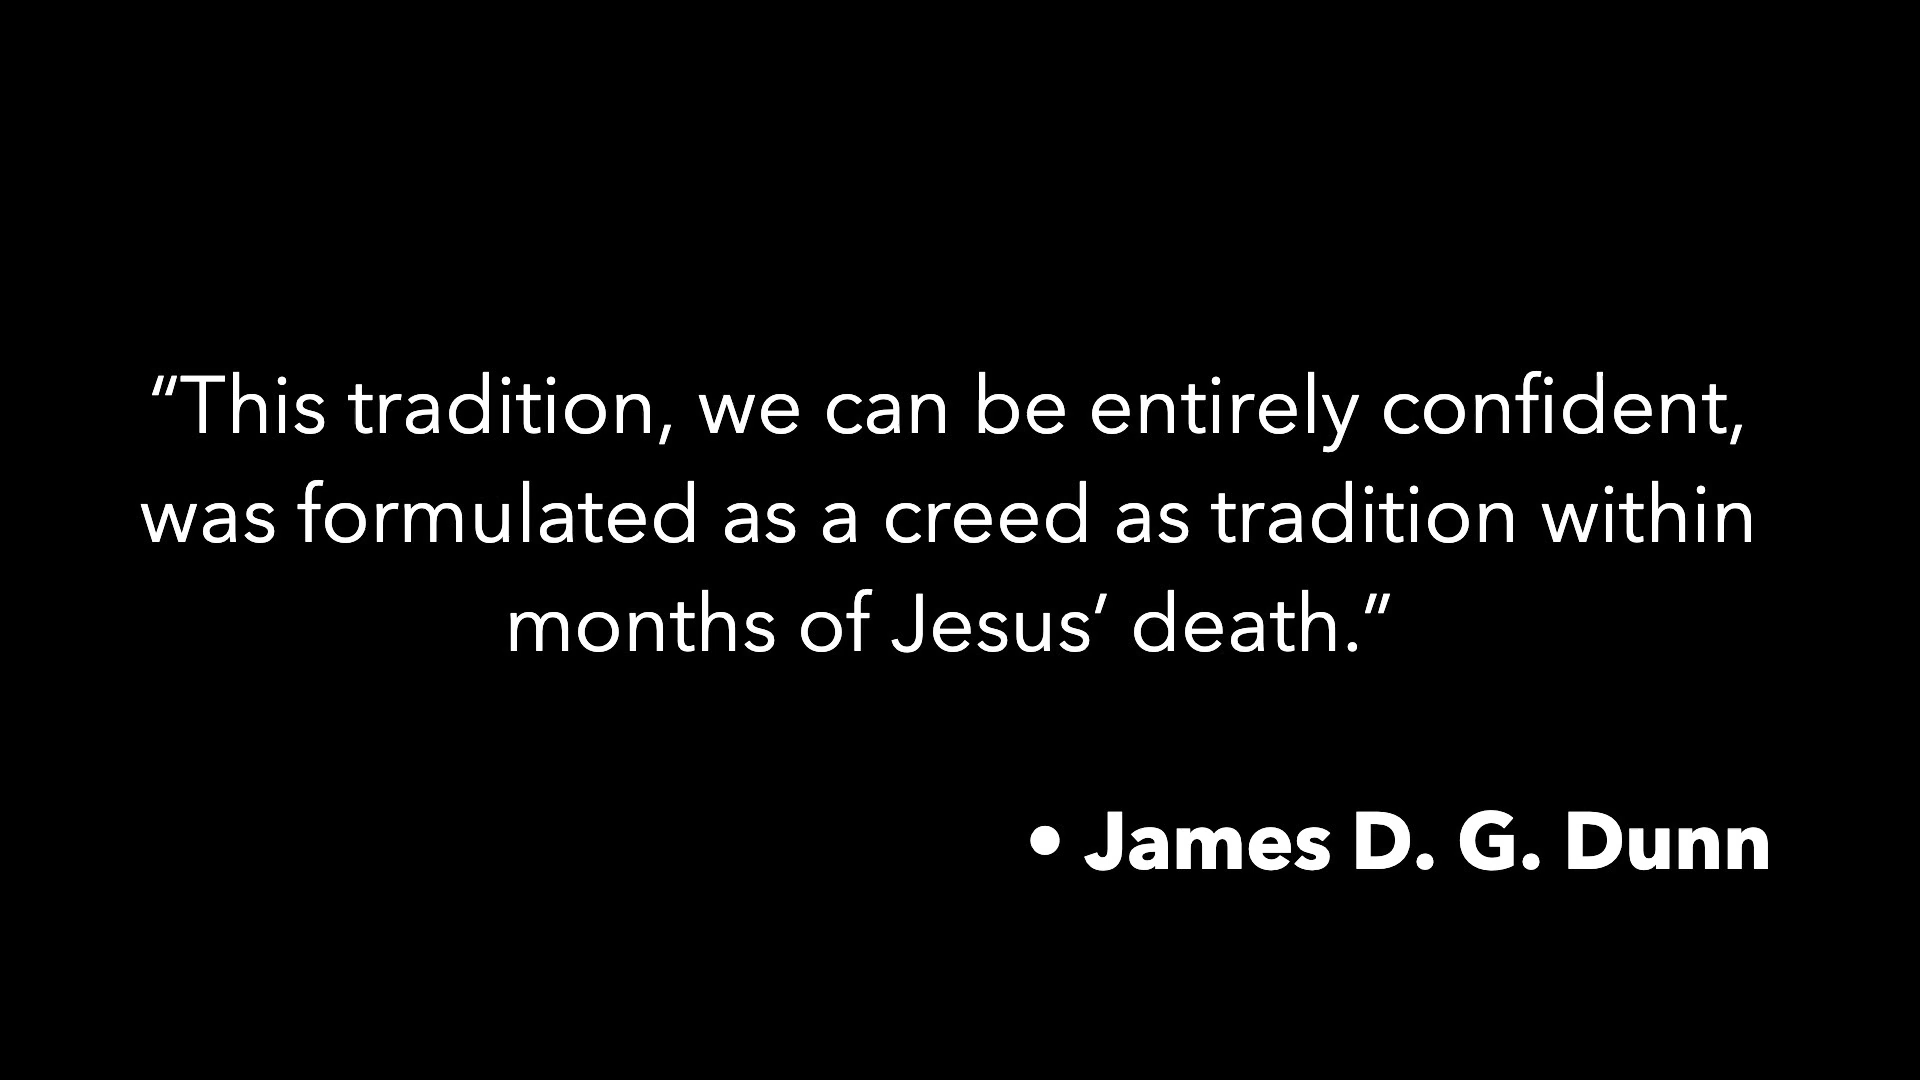 “This tradition, we can be entirely confident,
was formulated as a creed as tradition within
months of Jesus’ death.”
• James D. G. Dunn